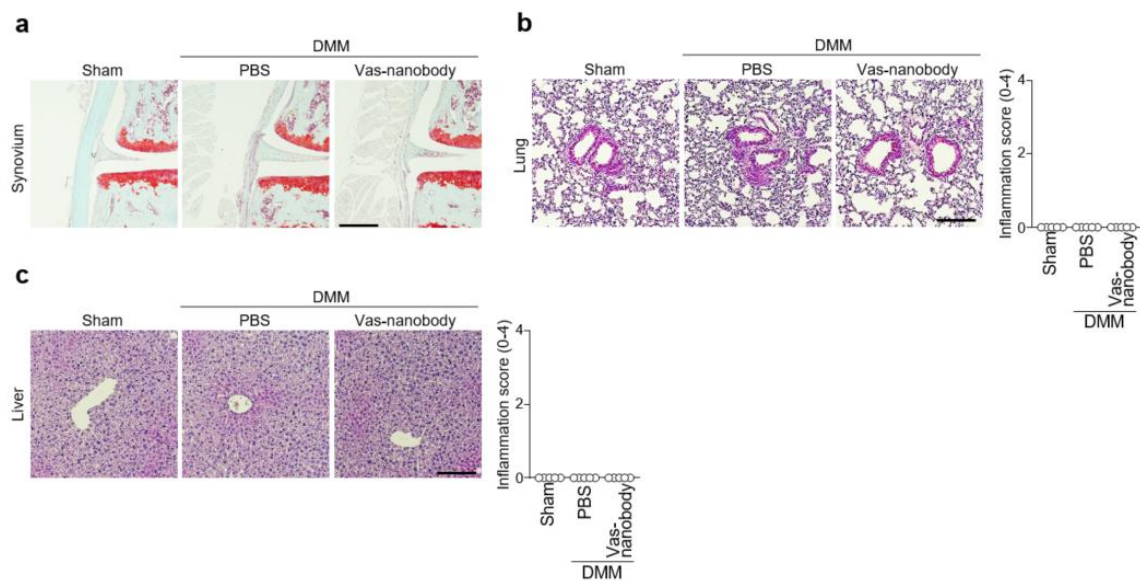 a
DMM
Sham PBS Vas-nanobody
Synovium
b
DMM
Sham PBS Vas-nanobody
Lung
Inflammation score (0-4)
4
2
0
Sham
PBS
Vas-
nanobody
DMM
c
DMM
Sham PBS Vas-nanobody
Liver
Inflammation score (0-4)
4
2
0
Sham
PBS
Vas-
nanobody
DMM